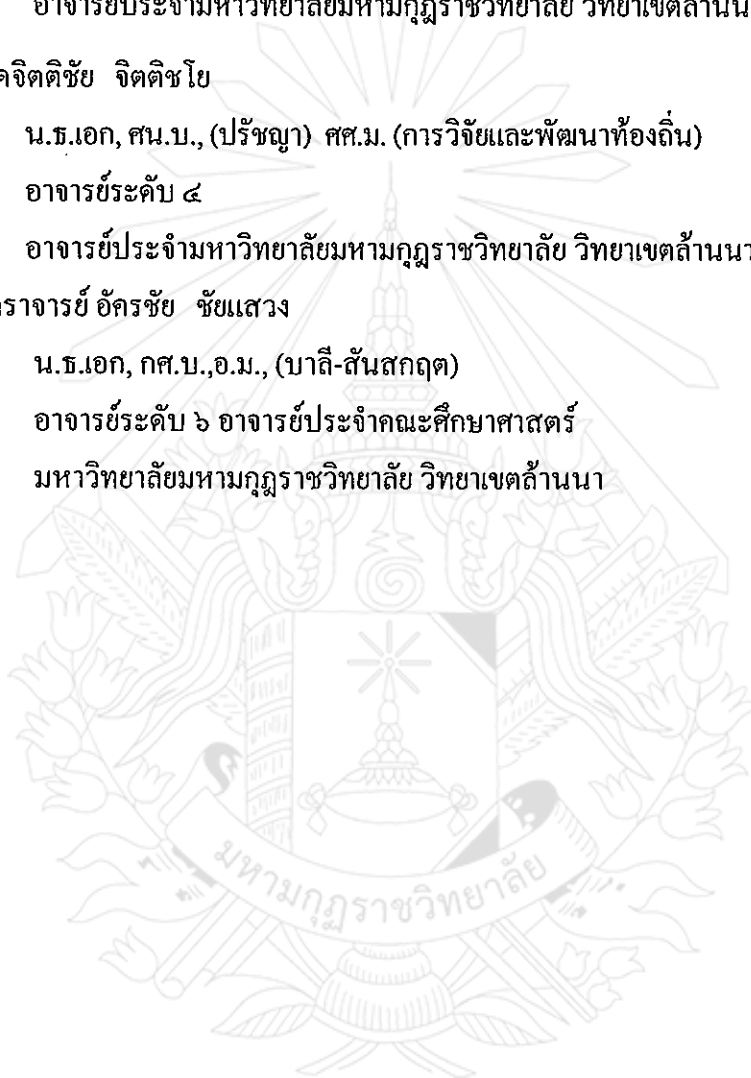 อาจารย์ประจำมหาวิทยาลัยมหามกุฏราชวิทยาลัย วิทยาเขตล้านน
จิตติชัย จิตติชโย
น.ธ.เอก, ศน.บ., (ปรัชญา) ศศ.ม. (การวิจัยและพัฒนาท้องถิ่น)
อาจารย์ระดับ ๔
อาจารย์ประจำมหาวิทยาลัยมหามกุฏราชวิทยาลัย วิทยาเขตล้านนา
ราจารย์ อัครชัย ชัยแสวง
น.ธ.เอก, กศ.บ.,อ.ม., (บาลี-สันสกฤต)
อาจารย์ระดับ ๖ อาจารย์ประจำคณะศึกษาศาสตร์
มหาวิทยาลัยมหามกุฏราชวิทยาลัย วิทยาเขตล้านนา
มหามกุฏราชวิทยาลัย